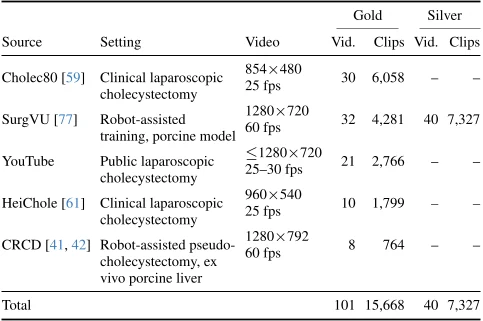 Gold Silver
Source Setting Video Vid. Clips Vid. Clips
Cholec80 [59] Clinical laparoscopic 854×480 30 6,058 – –
cholecystectomy 25 fps
SurgVU [77] Robot-assisted 1280×720 32 4,281 40 7,327
training, porcine model 60 fps
YouTube Public laparoscopic ≤1280×720 21 2,766 – –
cholecystectomy 25–30 fps
HeiChole [61] Clinical laparoscopic 960×540 10 1,799 – –
cholecystectomy 25 fps
CRCD [41, 42] Robot-assisted pseudo- 1280×792 8 764 – –
cholecystectomy, ex 60 fps
vivo porcine liver
Total 101 15,668 40 7,327